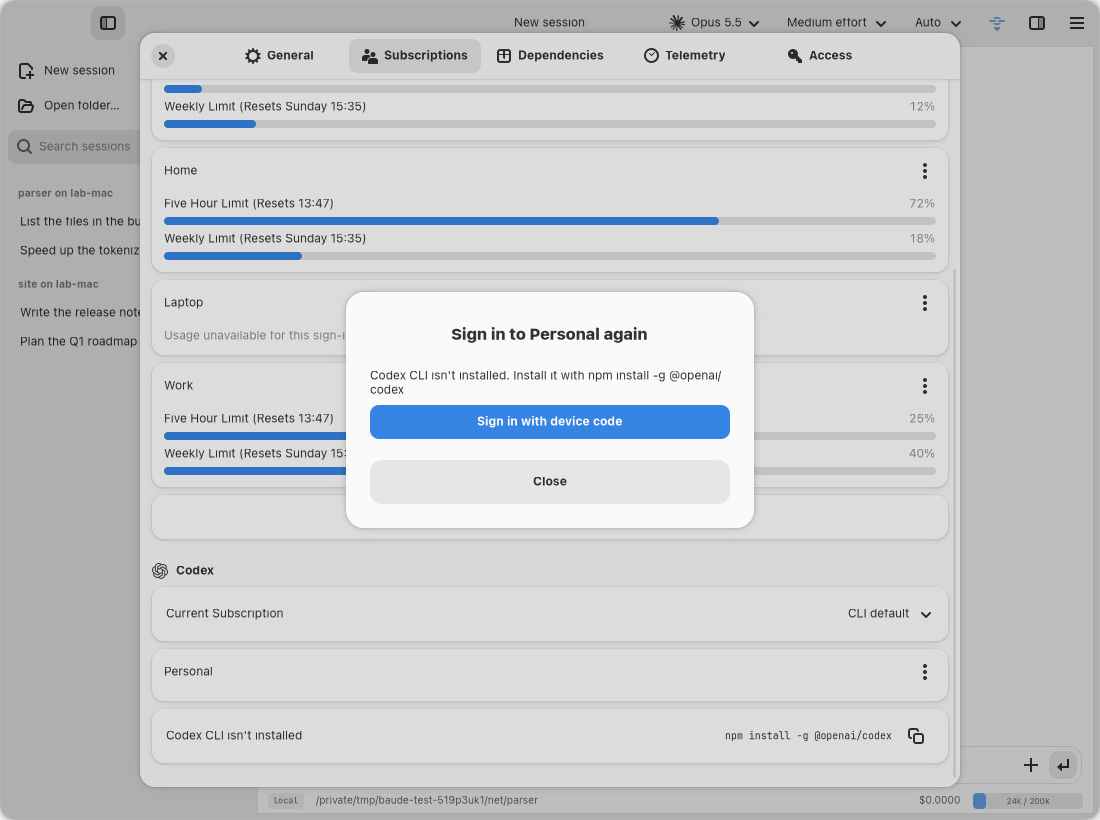 New session
Opus 5.5
Medium effort
Auto
New session
Open folder...
Search sessions
parser on lab-mac
List the files in the bu
Speed up the tokeniz
site on lab-mac
Write the release note
Plan the Q1 roadmap
General
Subscriptions
Dependencies
Telemetry
Access
Weekly Limit (Resets Sunday 15:35)
12%
Home
Five Hour Limit (Resets 13:47)
72%
Weekly Limit (Resets Sunday 15:35)
18%
Laptop
Usage unavailable for this sign-i
Work
Five Hour Limit (Resets 13:47)
25%
Weekly Limit (Resets Sunday 15:
40%
Sign in to Personal again
Codex CLI isn't installed. Install it with npm install -g @openai/
codex
Sign in with device code
Close
Codex
Current Subscription
CLI default
Personal
Codex CLI isn't installed
npm install -g @openai/codex
local
/private/tmp/baude-test-519p3uk1/net/parser
$0.0000
24k / 200k